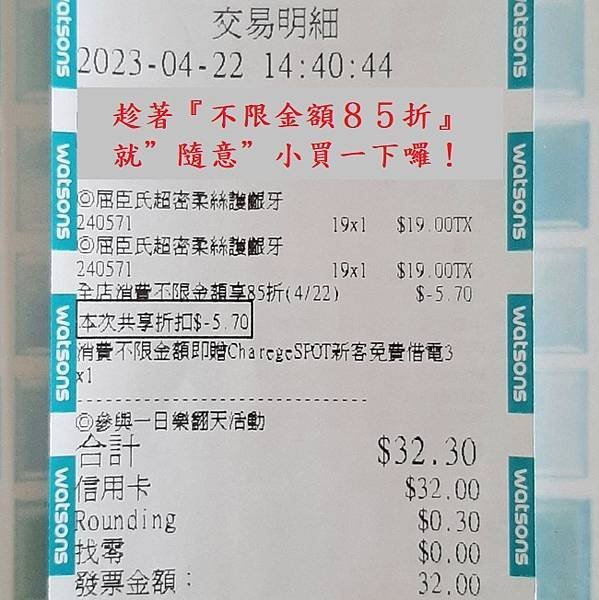 交易明細
2023-04-22 14:40:44
趁著『不限金額８５折』
就”隨意”小買一下囉！
◎屈臣氏超密柔絲護齦牙
240571 19x1 $19.00TX
◎屈臣氏超密柔絲護齦牙
240571 19x1 $19.00TX
全店消費不限金額享85折(4/22) $-5.70
本次共享折扣$-5.70
消費不限金額即贈CharegeSPOT新客免費借電3
x1
--------------------------------
◎參與一日樂翻天活動
合計 $32.30
信用卡 $32.00
Rounding $0.30
找零 $0.00
發票金額： 32.00
watsons
watsons
watsons
watsons
watsons
watsons
watsons
watsons